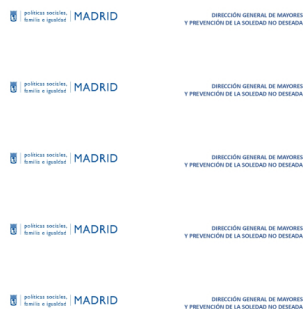 políticas sociales, familia e igualdad | MADRID
DIRECCIÓN GENERAL DE MAYORES
Y PREVENCIÓN DE LA SOLEDAD NO DESEADA
políticas sociales, familia e igualdad | MADRID
DIRECCIÓN GENERAL DE MAYORES
Y PREVENCIÓN DE LA SOLEDAD NO DESEADA
políticas sociales, familia e igualdad | MADRID
DIRECCIÓN GENERAL DE MAYORES
Y PREVENCIÓN DE LA SOLEDAD NO DESEADA
políticas sociales, familia e igualdad | MADRID
DIRECCIÓN GENERAL DE MAYORES
Y PREVENCIÓN DE LA SOLEDAD NO DESEADA
políticas sociales, familia e igualdad | MADRID
DIRECCIÓN GENERAL DE MAYORES
Y PREVENCIÓN DE LA SOLEDAD NO DESEADA